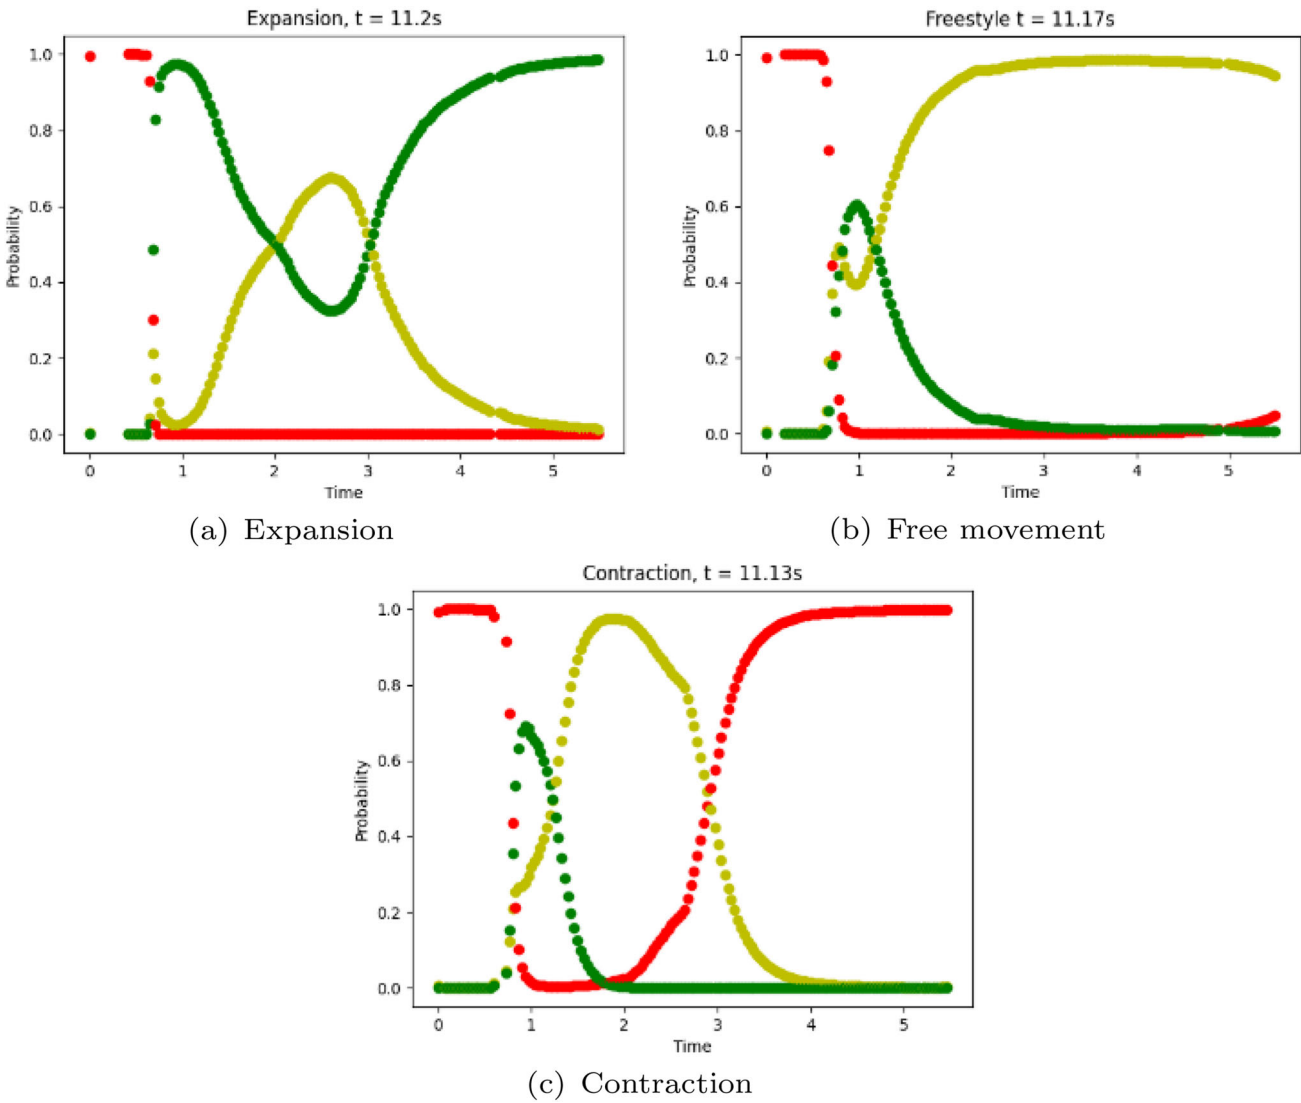 Expansion, t = 11.2s
1.0
0.8
0.6
0.4
0.2
0.0
Probability
0 1 2 3 4 5
Time
(a) Expansion
Freestyle t = 11.17s
1.0
0.8
0.6
0.4
0.2
0.0
Probability
0 1 2 3 4 5
Time
(b) Free movement
Contraction, t = 11.13s
1.0
0.8
0.6
0.4
0.2
0.0
Probability
0 1 2 3 4 5
Time
(c) Contraction